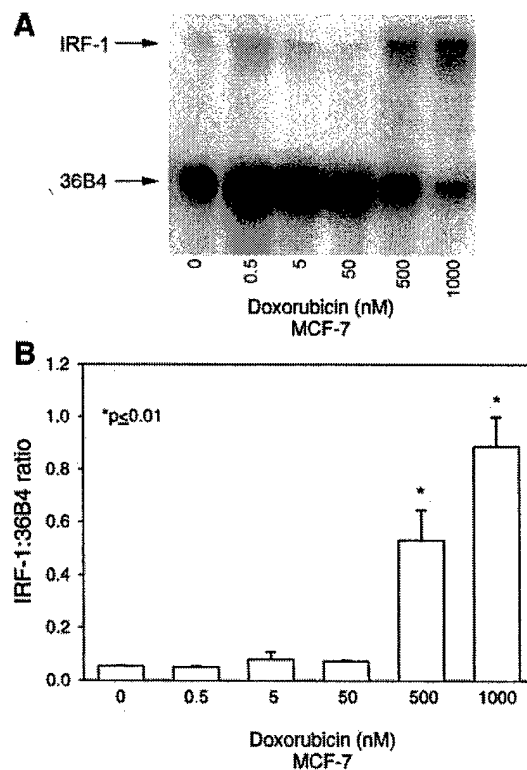 A
IRF-1
36B4
0 0.5 5 50 500 1000
Doxorubicin (nM)
MCF-7
B
1.2
*p≤0.01
*
1.0
*
0.8
0.6
0.4
0.2
0.0
IRF-1:36B4 ratio
0 0.5 5 50 500 1000
Doxorubicin (nM)
MCF-7